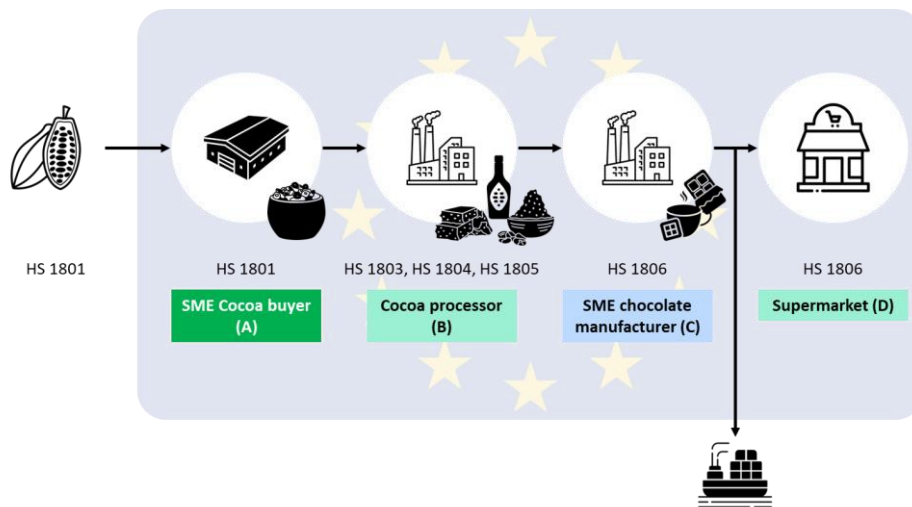 HS 1801
HS 1801
HS 1803, HS 1804, HS 1805
HS 1806
HS 1806
SME Cocoa buyer
(A)
Cocoa processor
(B)
SME chocolate
manufacturer (C)
Supermarket (D)